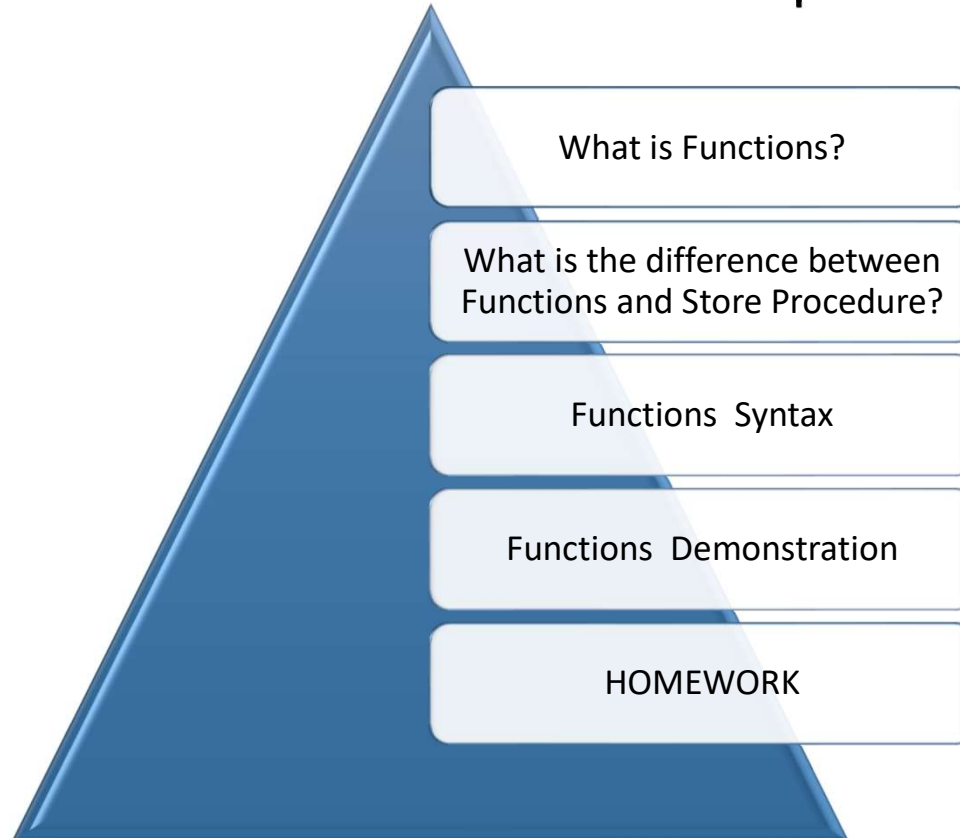 What is Functions?
What is the difference between
Functions and Store Procedure?
Functions Syntax
Functions Demonstration
HOMEWORK